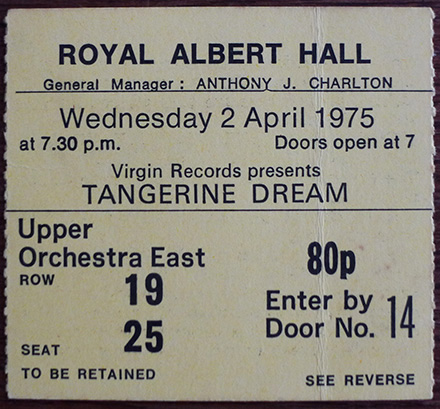 ROYAL ALBERT HALL
General Manager: ANTHONY J. CHARLTON
Wednesday 2 April 1975
at 7.30 p.m. Doors open at 7
Virgin Records presents
TANGERINE DREAM
Upper
Orchestra East 80p
ROW 19
Enter by
Door No. 14
SEAT 25
TO BE RETAINED SEE REVERSE